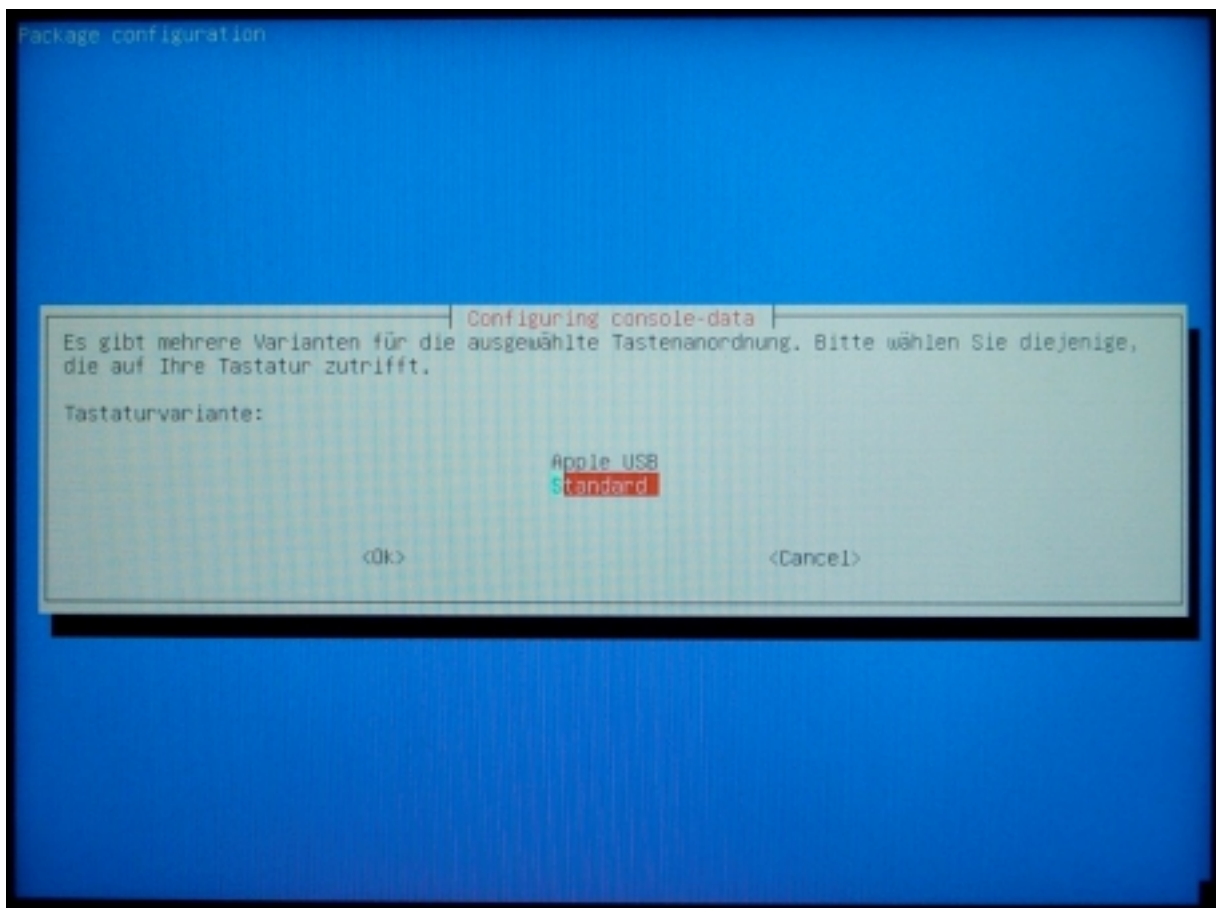 Package configuration
Configuring console-data
Es gibt mehrere Varianten für die ausgewählte Tastenanordnung. Bitte wählen Sie diejenige,
die auf Ihre Tastatur zutrifft.
Tastaturvariante:
Apple USB
Standard
<Ok> <Cancel>